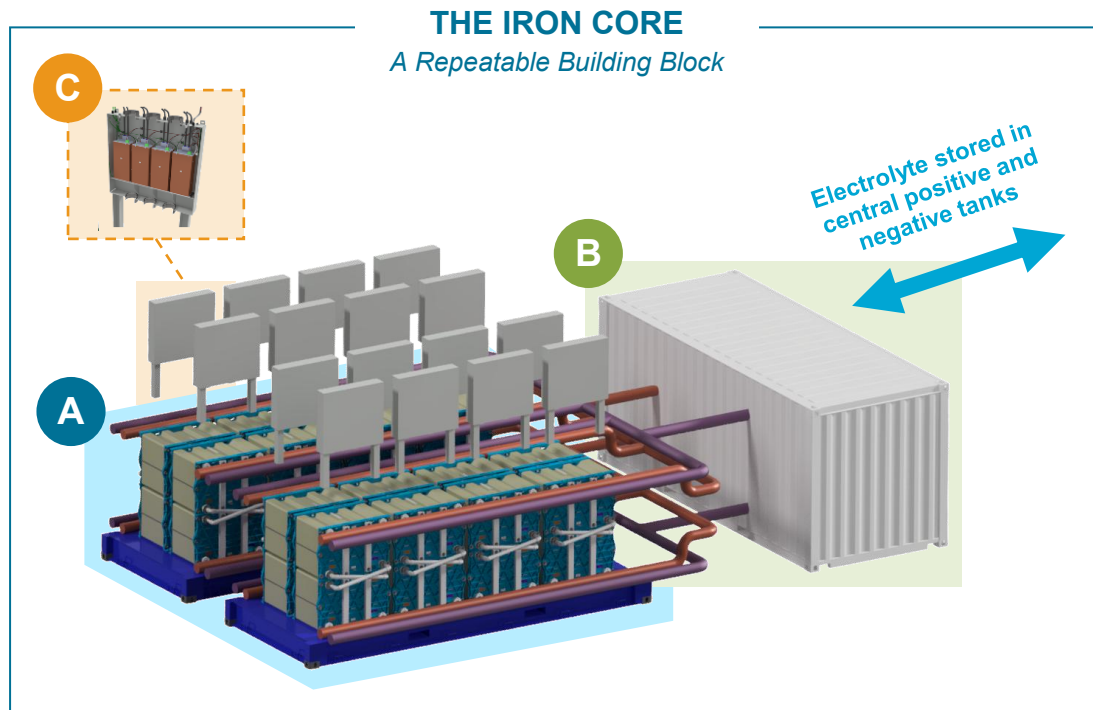 THE IRON CORE
A Repeatable Building Block
C
Electrolyte stored in
central positive and
negative tanks
B
A